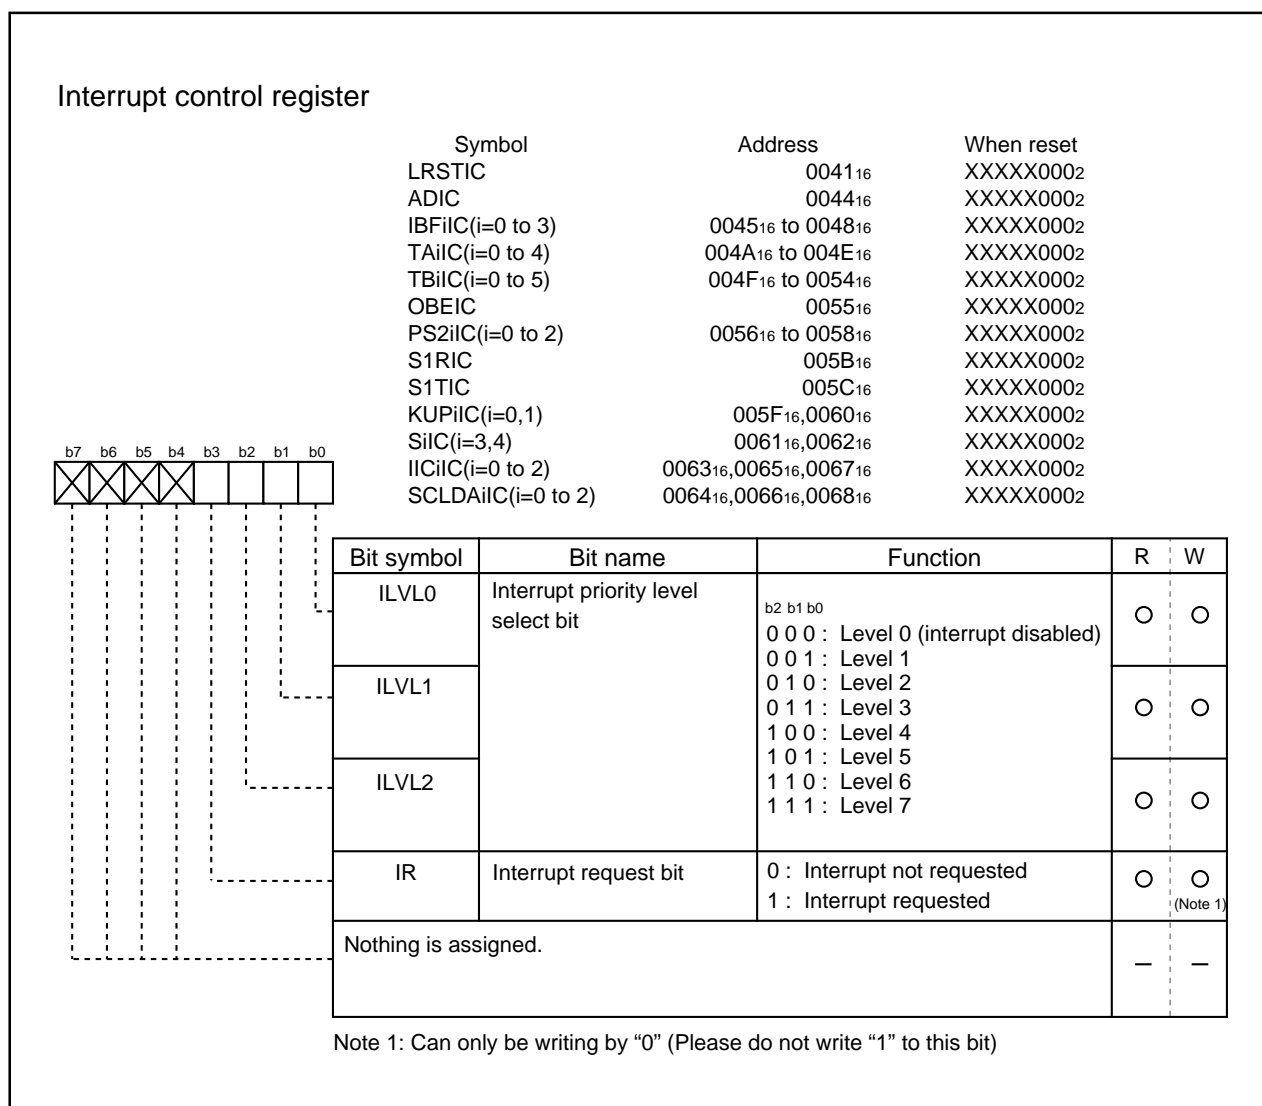 Interrupt control register
Symbol Address When reset
LRSTIC 004116 XXXXX0002
ADIC 004416 XXXXX0002
IBFiIC(i=0 to 3) 004516 to 004816 XXXXX0002
TAiIC(i=0 to 4) 004A16 to 004E16 XXXXX0002
TBiIC(i=0 to 5) 004F16 to 005416 XXXXX0002
OBEIC 005516 XXXXX0002
PS2iIC(i=0 to 2) 005616 to 005816 XXXXX0002
S1RIC 005B16 XXXXX0002
S1TIC 005C16 XXXXX0002
KUPiIC(i=0,1) 005F16,006016 XXXXX0002
SiIC(i=3,4) 006116,006216 XXXXX0002
IICiIC(i=0 to 2) 006316,006516,006716 XXXXX0002
SCLDAiIC(i=0 to 2) 006416,006616,006816 XXXXX0002
b7 b6 b5 b4 b3 b2 b1 b0
Bit symbol Bit name Function R W
ILVL0 Interrupt priority level
select bit
b2 b1 b0
0 0 0 : Level 0 (interrupt disabled)
0 0 1 : Level 1
ILVL1 0 1 0 : Level 2
0 1 1 : Level 3
1 0 0 : Level 4
1 0 1 : Level 5
ILVL2 1 1 0 : Level 6
1 1 1 : Level 7
IR Interrupt request bit 0 : Interrupt not requested
1 : Interrupt requested (Note 1)
Nothing is assigned. – –
Note 1: Can only be writing by “0” (Please do not write “1” to this bit)